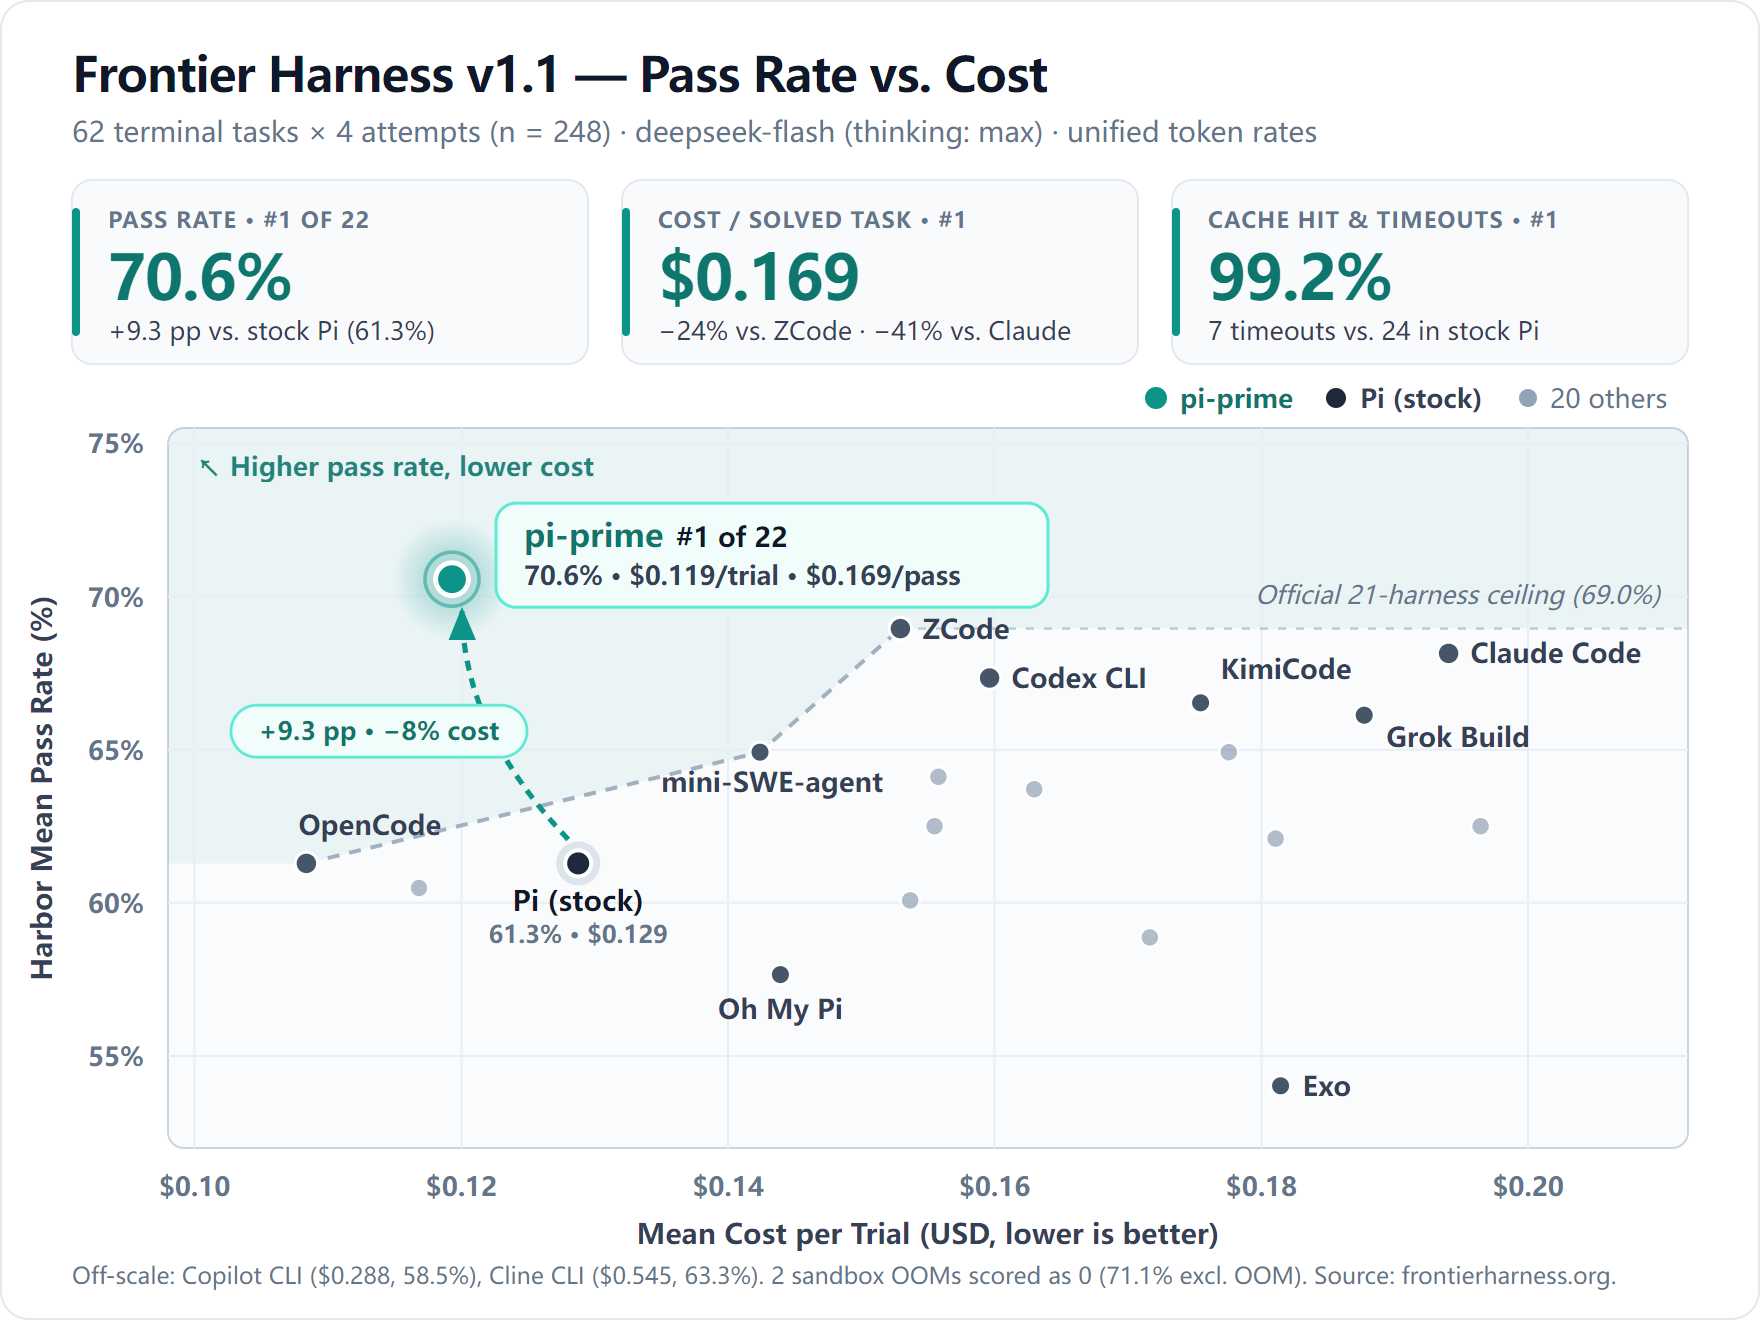 Frontier Harness v1.1 — Pass Rate vs. Cost
62 terminal tasks × 4 attempts (n = 248) · deepseek-flash (thinking: max) · unified token rates
PASS RATE • #1 OF 22
70.6%
+9.3 pp vs. stock Pi (61.3%)
COST / SOLVED TASK • #1
$0.169
−24% vs. ZCode · −41% vs. Claude
CACHE HIT & TIMEOUTS • #1
99.2%
7 timeouts vs. 24 in stock Pi
pi-prime
Pi (stock)
20 others
75%
70%
65%
60%
55%
Harbor Mean Pass Rate (%)
↖ Higher pass rate, lower cost
pi-prime #1 of 22
70.6% • $0.119/trial • $0.169/pass
Official 21-harness ceiling (69.0%)
ZCode
Codex CLI
KimiCode
Claude Code
Grok Build
+9.3 pp • −8% cost
mini-SWE-agent
OpenCode
Pi (stock)
61.3% • $0.129
Oh My Pi
Exo
$0.10
$0.12
$0.14
$0.16
$0.18
$0.20
Mean Cost per Trial (USD, lower is better)
Off-scale: Copilot CLI ($0.288, 58.5%), Cline CLI ($0.545, 63.3%). 2 sandbox OOMs scored as 0 (71.1% excl. OOM). Source: frontierharness.org.